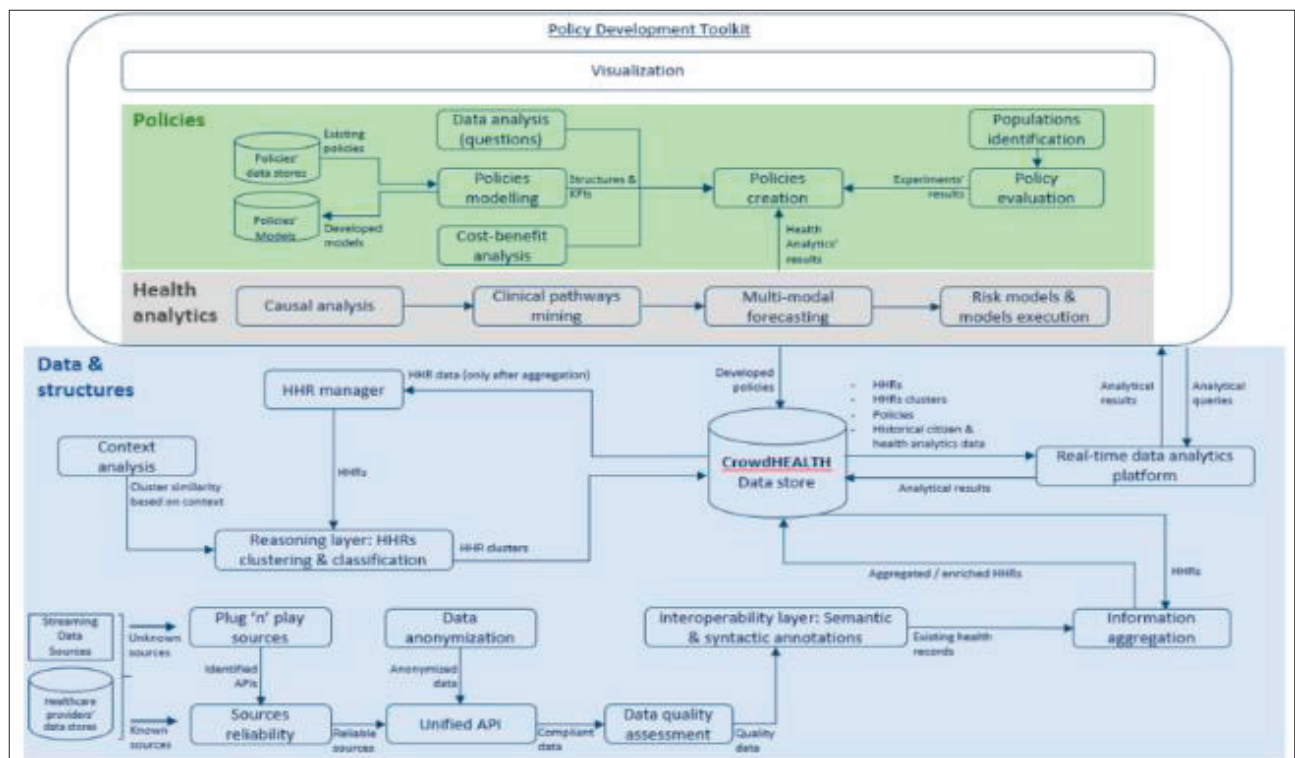 Policy Development Toolkit
Visualization
Policies
Policies'
data stores
Existing
policies
Policies'
Models
Developed
models
Data analysis
(questions)
Policies
modelling
Cost-benefit
analysis
Structures &
KPIs
Policies
creation
Health
Analytics'
results
Experiments'
results
Populations
identification
Policy
evaluation
Health
analytics
Causal analysis
Clinical pathways
mining
Multi-modal
forecasting
Risk models &
models execution
Data &
structures
HHR manager
HHR data (only after aggregation)
Developed
policies
- HHRs
- HHRs clusters
- Policies
- Historical citizen &
health analytics data
Analytical
results
Analytical
queries
Context
analysis
Cluster similarity
based on context
HHRs
CrowdHEALTH
Data store
Analytical results
Real-time data analytics
platform
Reasoning layer: HHRs
clustering & classification
HHR clusters
Aggregated / enriched HHRs
HHRs
Streaming
Data
Sources
Unknown
sources
Plug 'n' play
sources
Data
anonymization
Interoperability layer: Semantic
& syntactic annotations
Existing health
records
Information
aggregation
Identified
APIs
Anonymized
data
Healthcare
providers'
data stores
Known
sources
Sources
reliability
Reliable
sources
Unified API
Compliant
data
Data quality
assessment
Quality
data